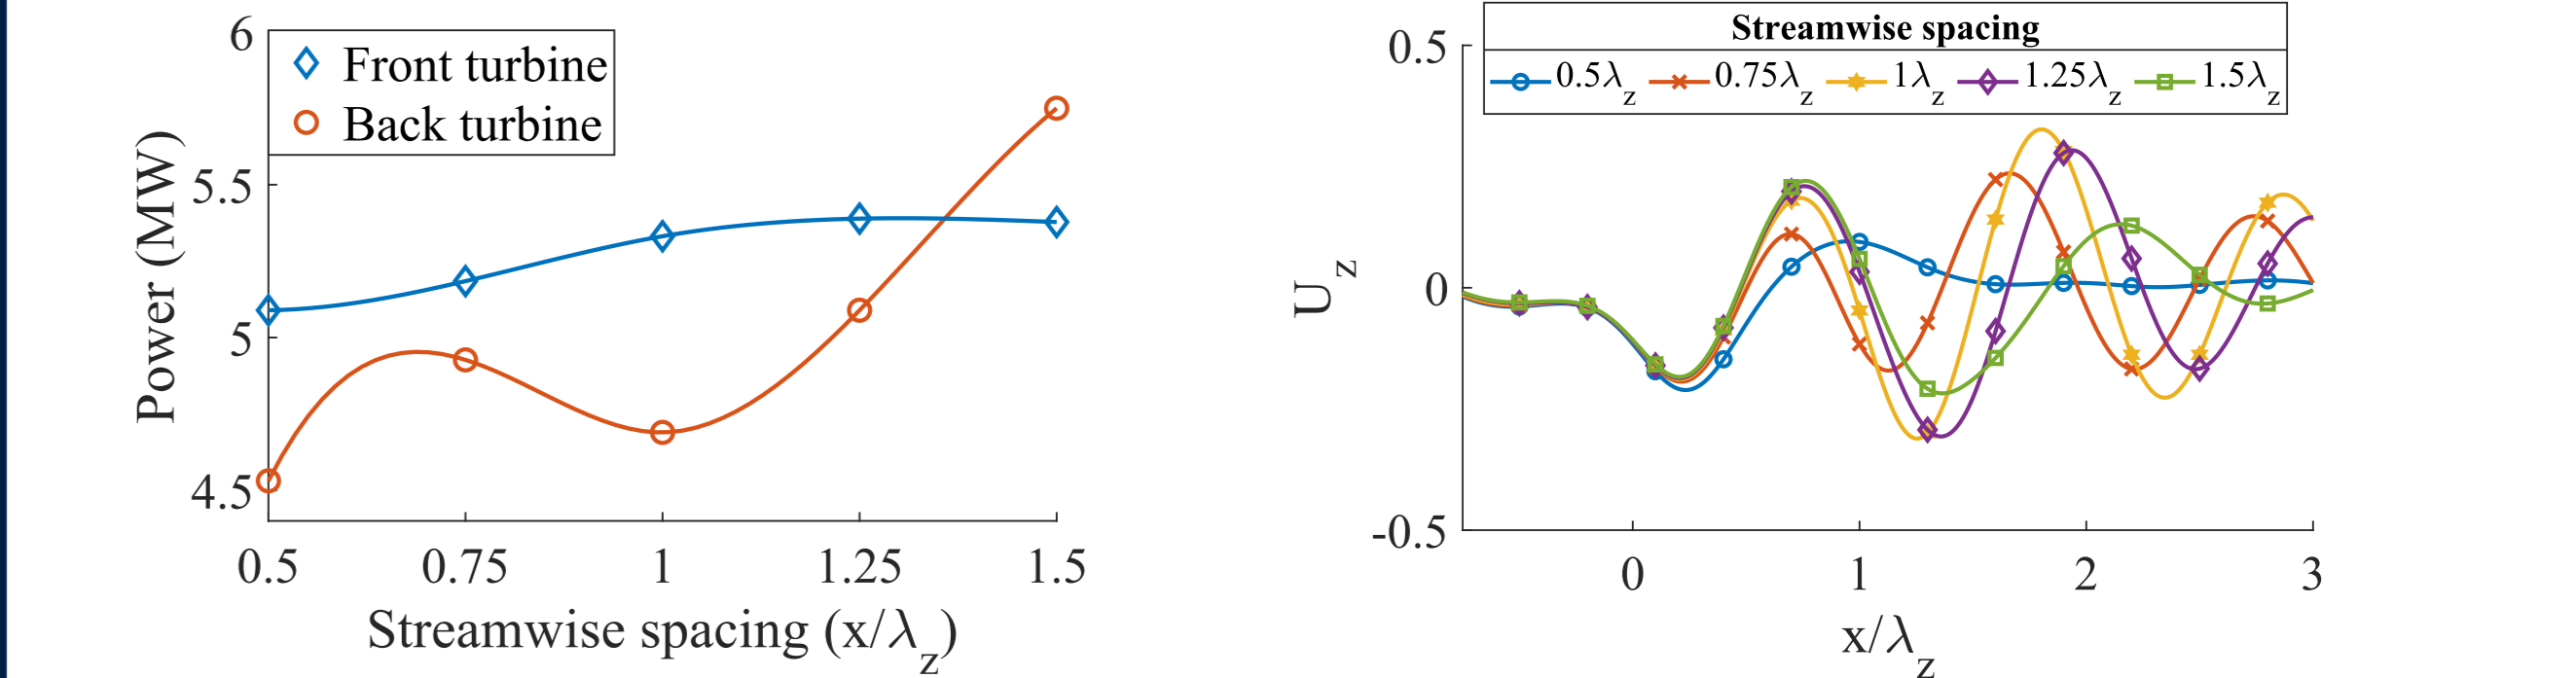 6
5.5
5
4.5
Power (MW)
Front turbine
Back turbine
0.5 0.75 1 1.25 1.5
Streamwise spacing (x/λz)
Streamwise spacing
0.5λz 0.75λz 1λz 1.25λz 1.5λz
0.5
0
-0.5
Uz
0 1 2 3
x/λz